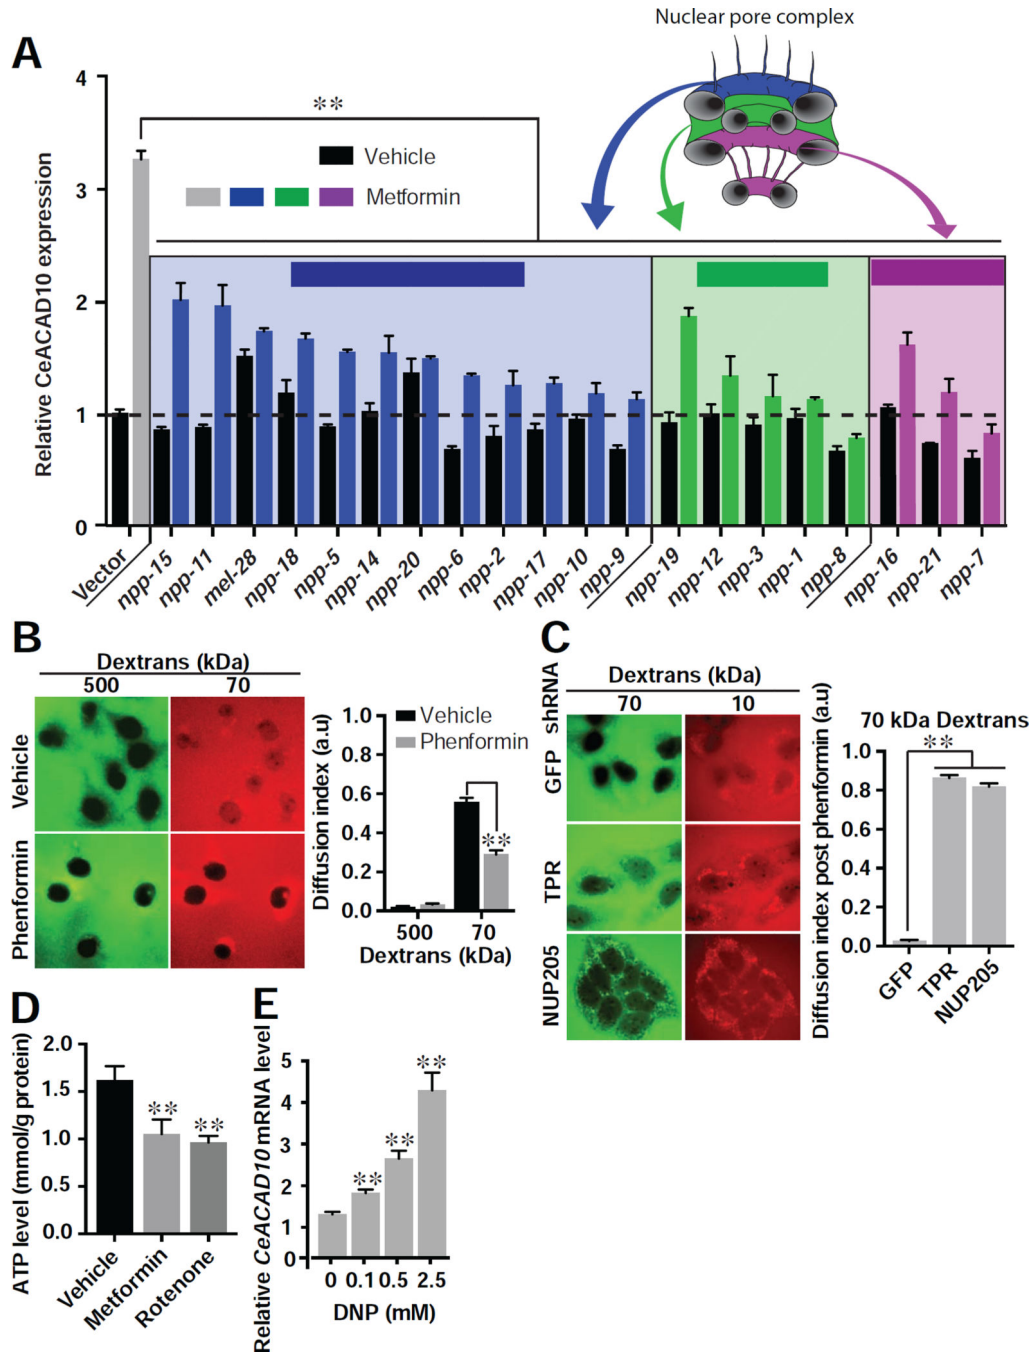 Nuclear pore complex
A
Relative CeACAD10 expression
4
3
2
1
0
**
Vehicle
Metformin
Vector
npp-15
npp-11
mel-28
npp-18
npp-5
npp-14
npp-20
npp-6
npp-2
npp-17
npp-10
npp-9
npp-19
npp-12
npp-3
npp-1
npp-8
npp-16
npp-21
npp-7
B
Dextrans (kDa)
500 70
Vehicle
Phenformin
Diffusion index (a.u)
1.0
0.8
0.6
0.4
0.2
0.0
Vehicle
Phenformin
**
500 70
Dextrans (kDa)
C
shRNA
Dextrans (kDa)
70 10
GFP
TPR
NUP205
Diffusion index post phenformin (a.u)
70 kDa Dextrans
**
1.0
0.8
0.6
0.4
0.2
0.0
GFP
TPR
NUP205
D
ATP level (mmol/g protein)
2.0
1.5
1.0
0.5
0.0
**
**
Vehicle
Metformin
Rotenone
E
Relative CeACAD10 mRNA level
5
4
3
2
1
0
**
**
**
0 0.1 0.5 2.5
DNP (mM)